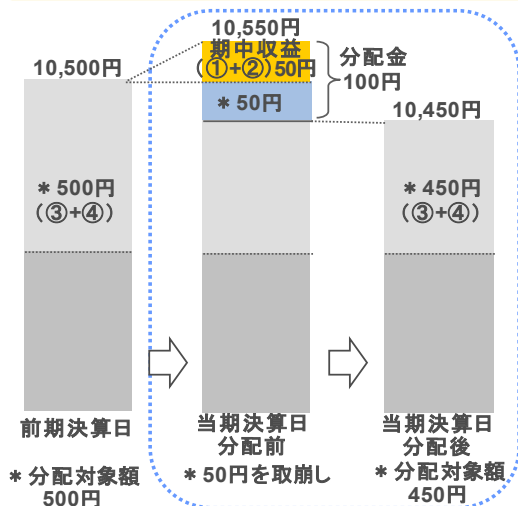 10,550円
10,500円
期中収益
(①+②)50円
分配金
100円
＊50円
10,450円
＊500円
(③+④)
＊450円
(③+④)
前期決算日
当期決算日
分配前
当期決算日
分配後
＊分配対象額
500円
＊50円を取崩し
＊分配対象額
450円